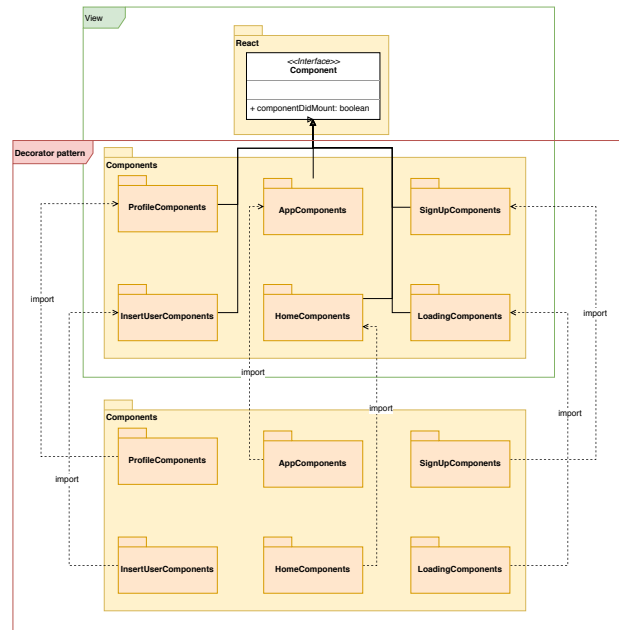 View
React
<<Interface>>
Component
+ componentDidMount: boolean
Decorator pattern
Components
ProfileComponents
AppComponents
SignUpComponents
import
import
InsertUserComponents
HomeComponents
LoadingComponents
import
import
import
Components
ProfileComponents
AppComponents
SignUpComponents
import
InsertUserComponents
HomeComponents
LoadingComponents